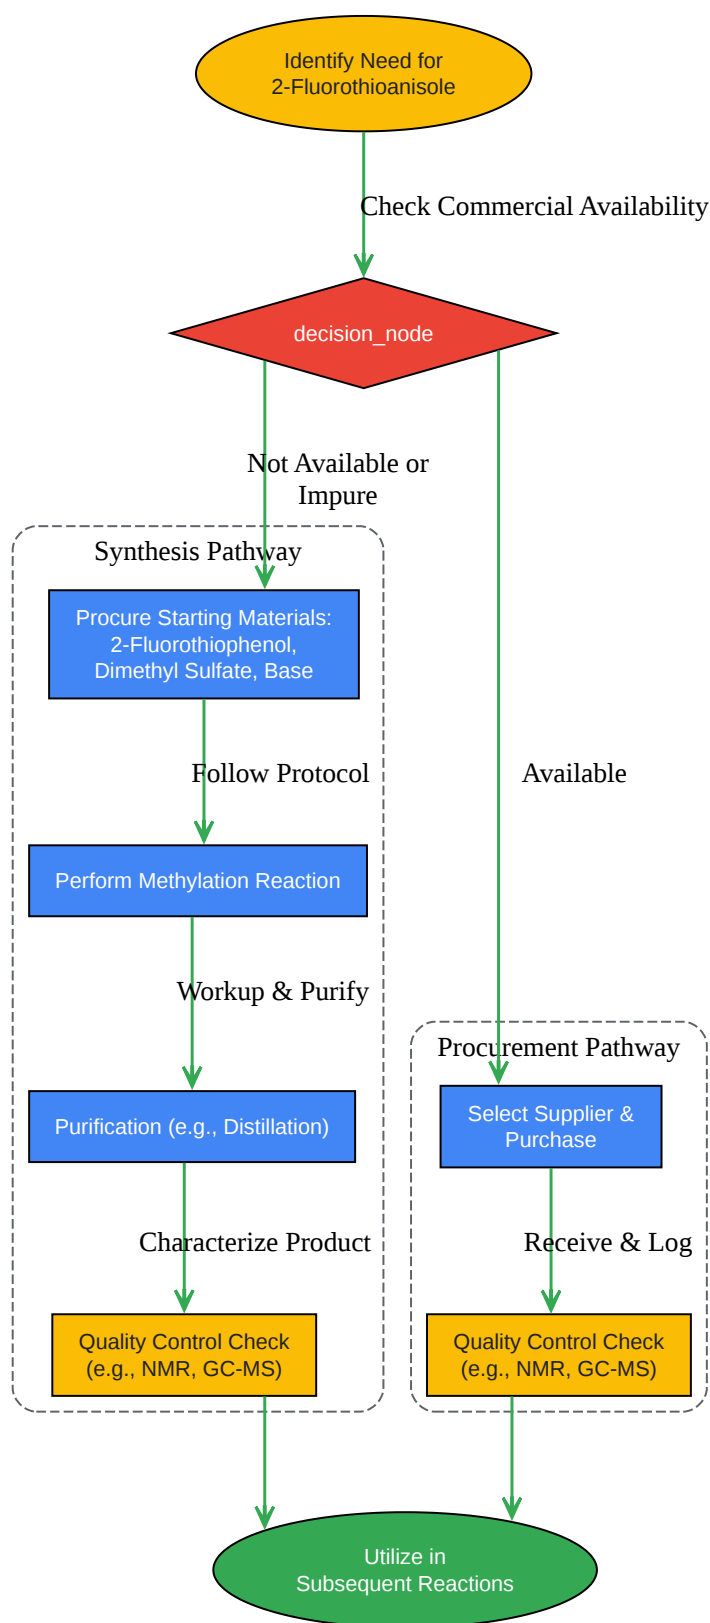 Identify Need for
2-Fluorothioanisole
Check Commercial Availability
decision_node
Not Available or
Impure
Synthesis Pathway
Procure Starting Materials:
2-Fluorothiophenol,
Dimethyl Sulfate, Base
Follow Protocol
Available
Perform Methylation Reaction
Workup & Purify
Procurement Pathway
Purification (e.g., Distillation)
Select Supplier &
Purchase
Characterize Product
Receive & Log
Quality Control Check
(e.g., NMR, GC-MS)
Quality Control Check
(e.g., NMR, GC-MS)
Utilize in
Subsequent Reactions